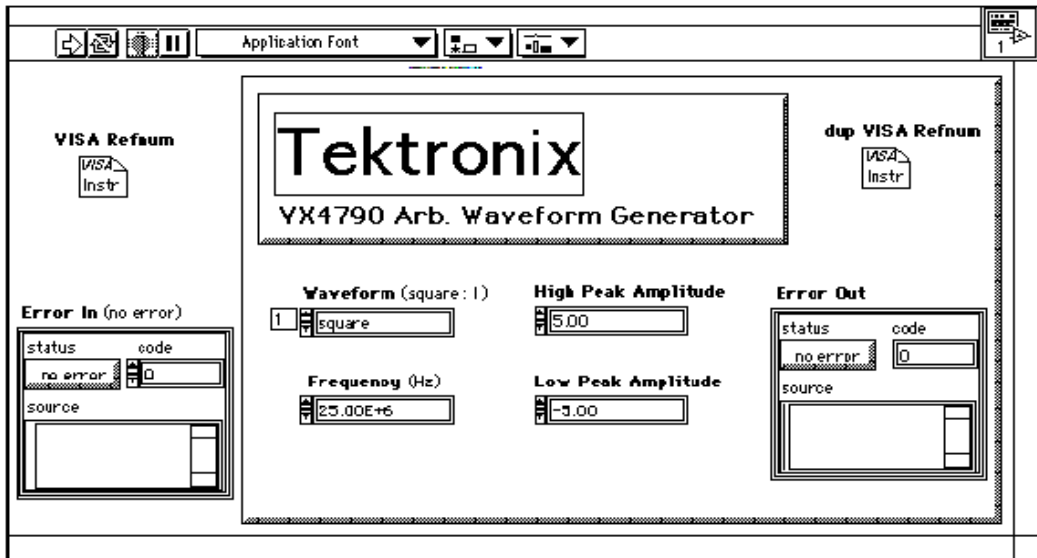 Application Font
1
VISA Refnum
VISA
Instr
Tektronix
VX4790 Arb. Waveform Generator
dup VISA Refnum
VISA
Instr
Error In (no error)
status code
no error 0
source
Waveform (square: 1)
1 square
High Peak Amplitude
5.00
Frequency (Hz)
25.00E+6
Low Peak Amplitude
-5.00
Error Out
status code
no error 0
source